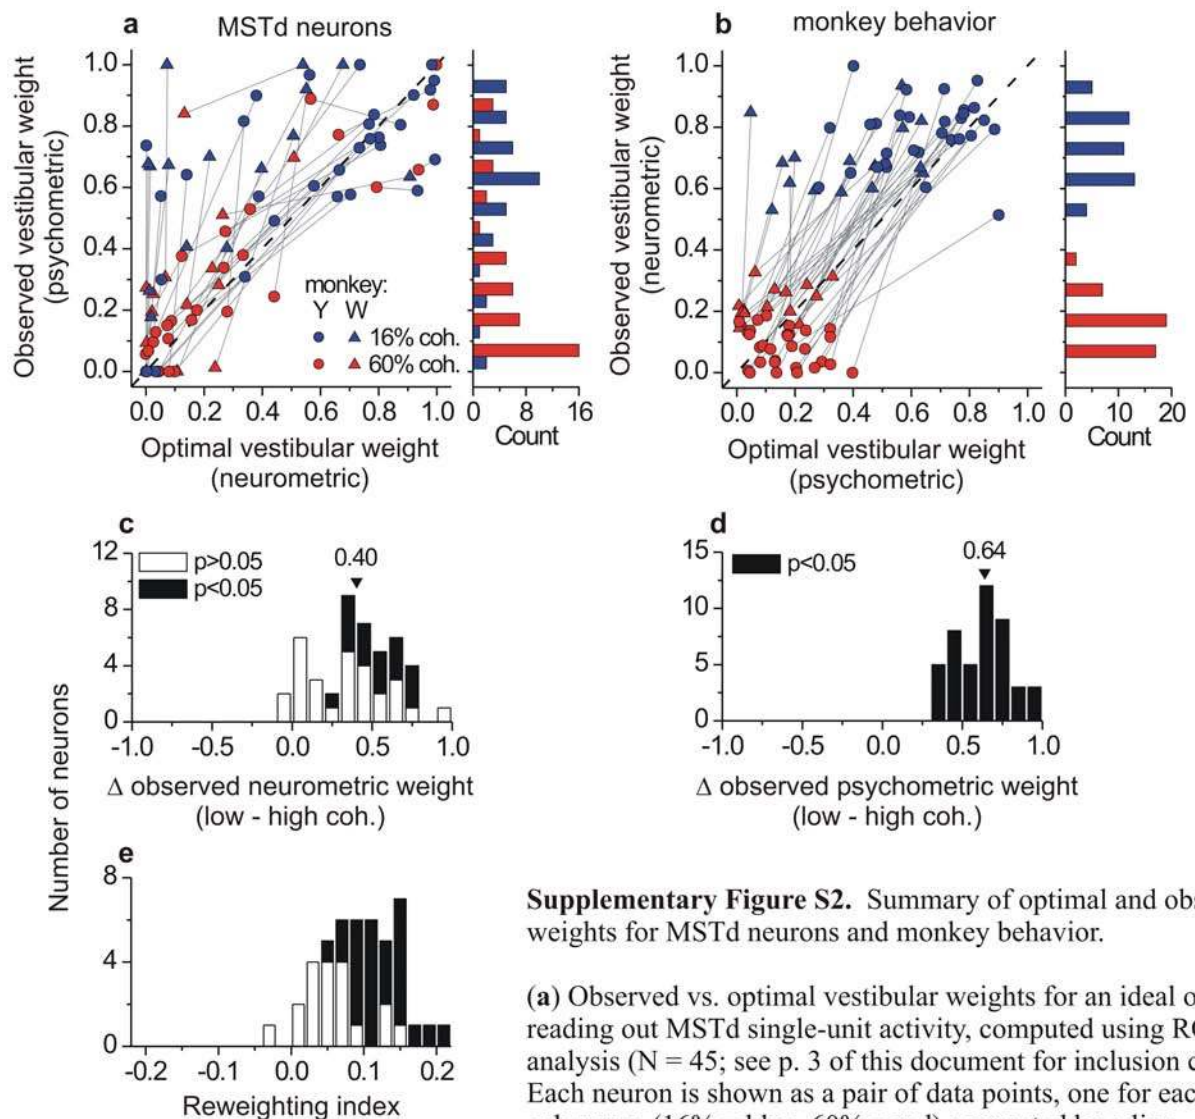 a MSTd neurons
Observed vestibular weight
(psychometric)
1.0
0.8
0.6
0.4
0.2
0.0
monkey:
Y W
16% coh.
60% coh.
0.0 0.2 0.4 0.6 0.8 1.0
Optimal vestibular weight
(neurometric)
0 16
Count
b monkey behavior
Observed vestibular weight
(neurometric)
1.0
0.8
0.6
0.4
0.2
0.0
0.0 0.2 0.4 0.6 0.8 1.0
Optimal vestibular weight
(psychometric)
0 10 20
Count
c
12
8
4
0
p>0.05
p<0.05
0.40
-1.0 -0.5 0.0 0.5 1.0
Δ observed neurometric weight
(low - high coh.)
d
15
10
5
0
p<0.05
0.64
-1.0 -0.5 0.0 0.5 1.0
Δ observed psychometric weight
(low - high coh.)
Number of neurons
e
8
4
0
-0.2 -0.1 0.0 0.1 0.2
Reweighting index
Supplementary Figure S2. Summary of optimal and obs
weights for MSTd neurons and monkey behavior.
(a) Observed vs. optimal vestibular weights for an ideal o
reading out MSTd single-unit activity, computed using RO
analysis (N = 45; see p. 3 of this document for inclusion c
Each neuron is shown as a pair of data points, one for each